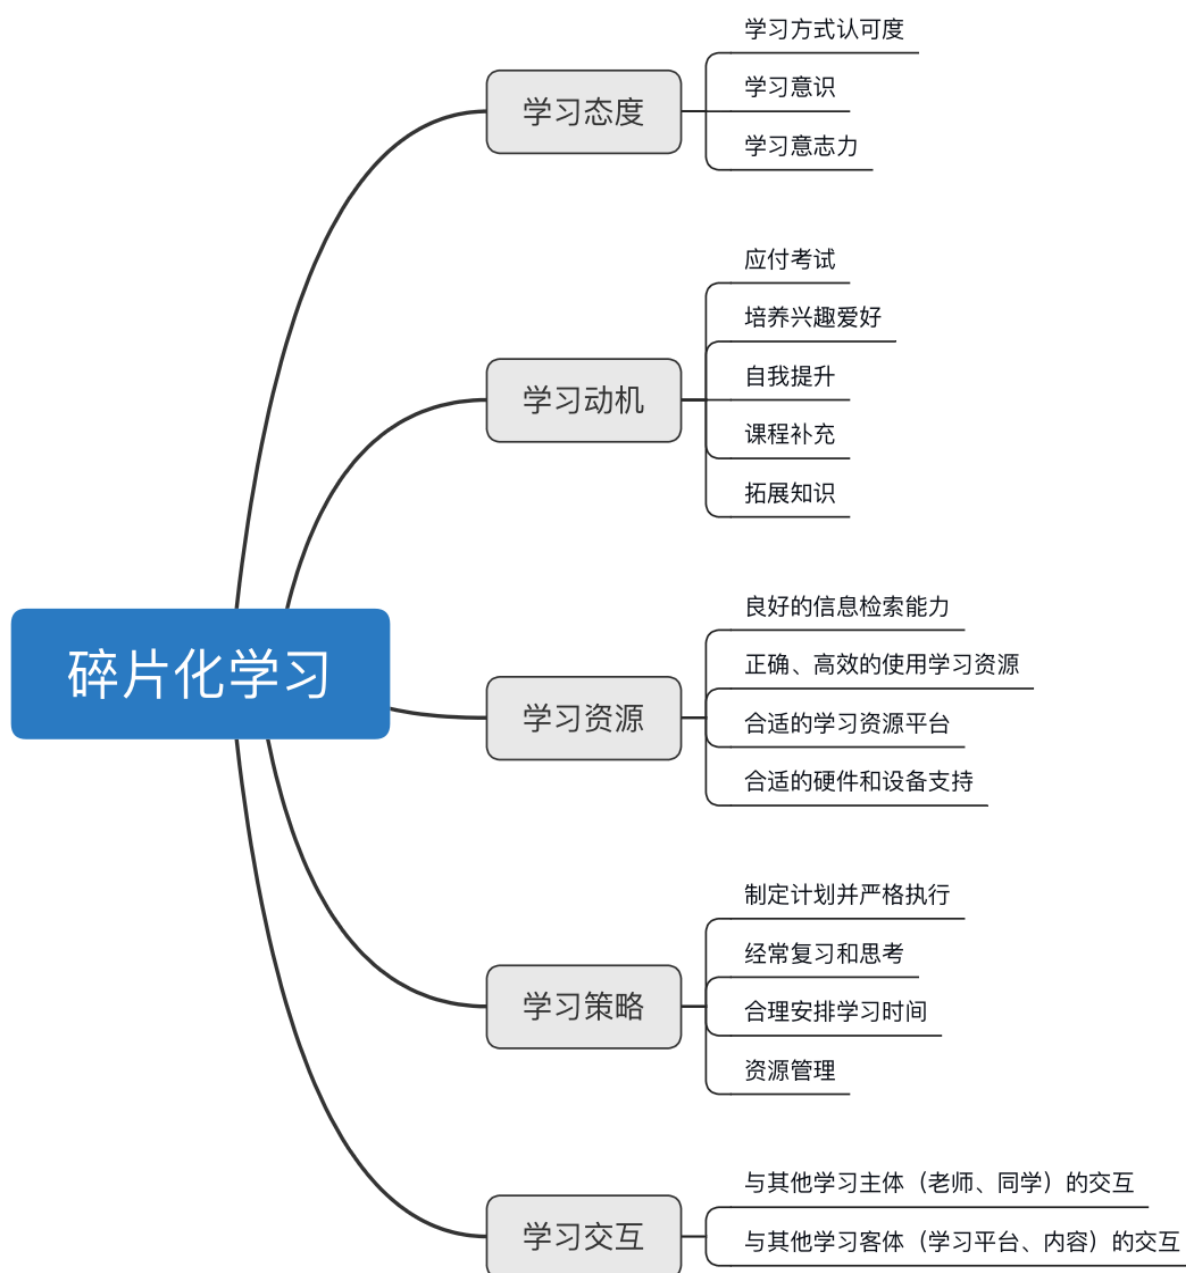 碎片化学习
学习态度
学习方式认可度
学习意识
学习意志力
学习动机
应付考试
培养兴趣爱好
自我提升
课程补充
拓展知识
学习资源
良好的信息检索能力
正确、高效的使用学习资源
合适的学习资源平台
合适的硬件和设备支持
学习策略
制定计划并严格执行
经常复习和思考
合理安排学习时间
资源管理
学习交互
与其他学习主体（老师、同学）的交互
与其他学习客体（学习平台、内容）的交互